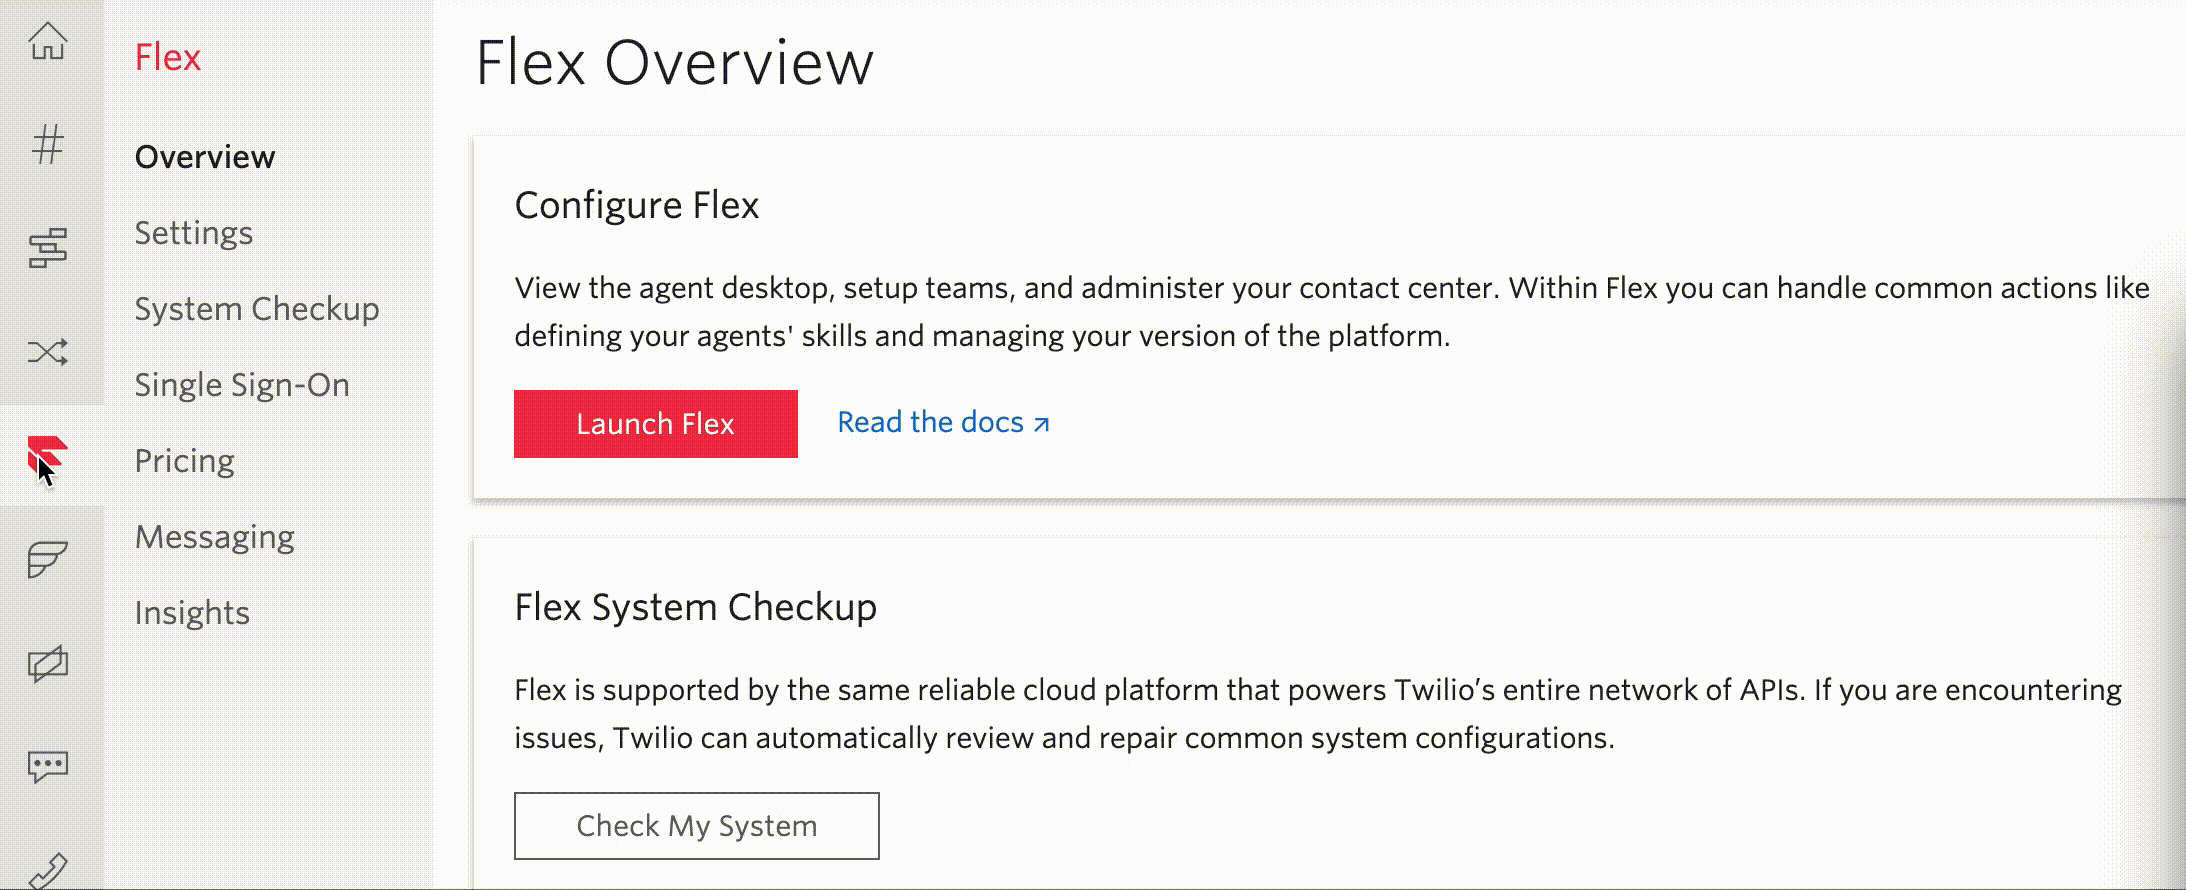 Flex
Overview
Settings
System Checkup
Single Sign-On
Pricing
Messaging
Insights
Flex Overview
Configure Flex
View the agent desktop, setup teams, and administer your contact center. Within Flex you can handle common actions like
defining your agents' skills and managing your version of the platform.
Launch Flex
Read the docs ↗
Flex System Checkup
Flex is supported by the same reliable cloud platform that powers Twilio’s entire network of APIs. If you are encountering
issues, Twilio can automatically review and repair common system configurations.
Check My System